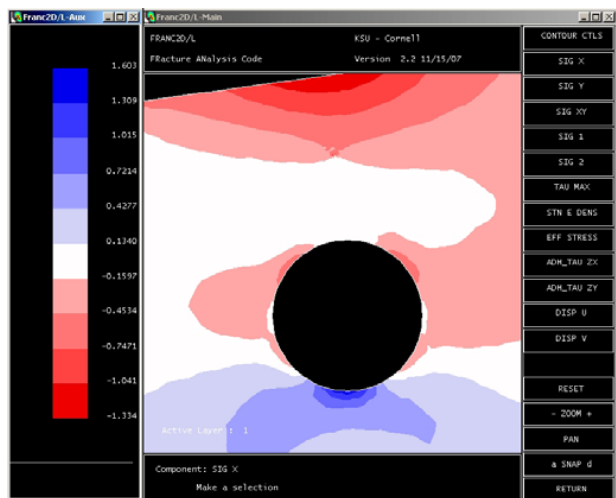 Franc2D/L-Aux
Franc2D/L-Main
FRANC2D/L
KSU - Cornell
FRacture ANalysis Code
Version 2.2 11/15/07
1.603
1.309
1.015
0.7214
0.4277
0.1340
-0.1597
-0.4534
-0.7471
-1.041
-1.334
Active Layer: 1
Component: SIG X
Make a selection
CONTOUR CTLS
SIG X
SIG Y
SIG XY
SIG 1
SIG 2
TAU MAX
STN E DENS
EFF STRESS
ADH_TAU ZX
ADH_TAU ZY
DISP U
DISP V
RESET
- ZOOM +
PAN
a SNAP d
RETURN